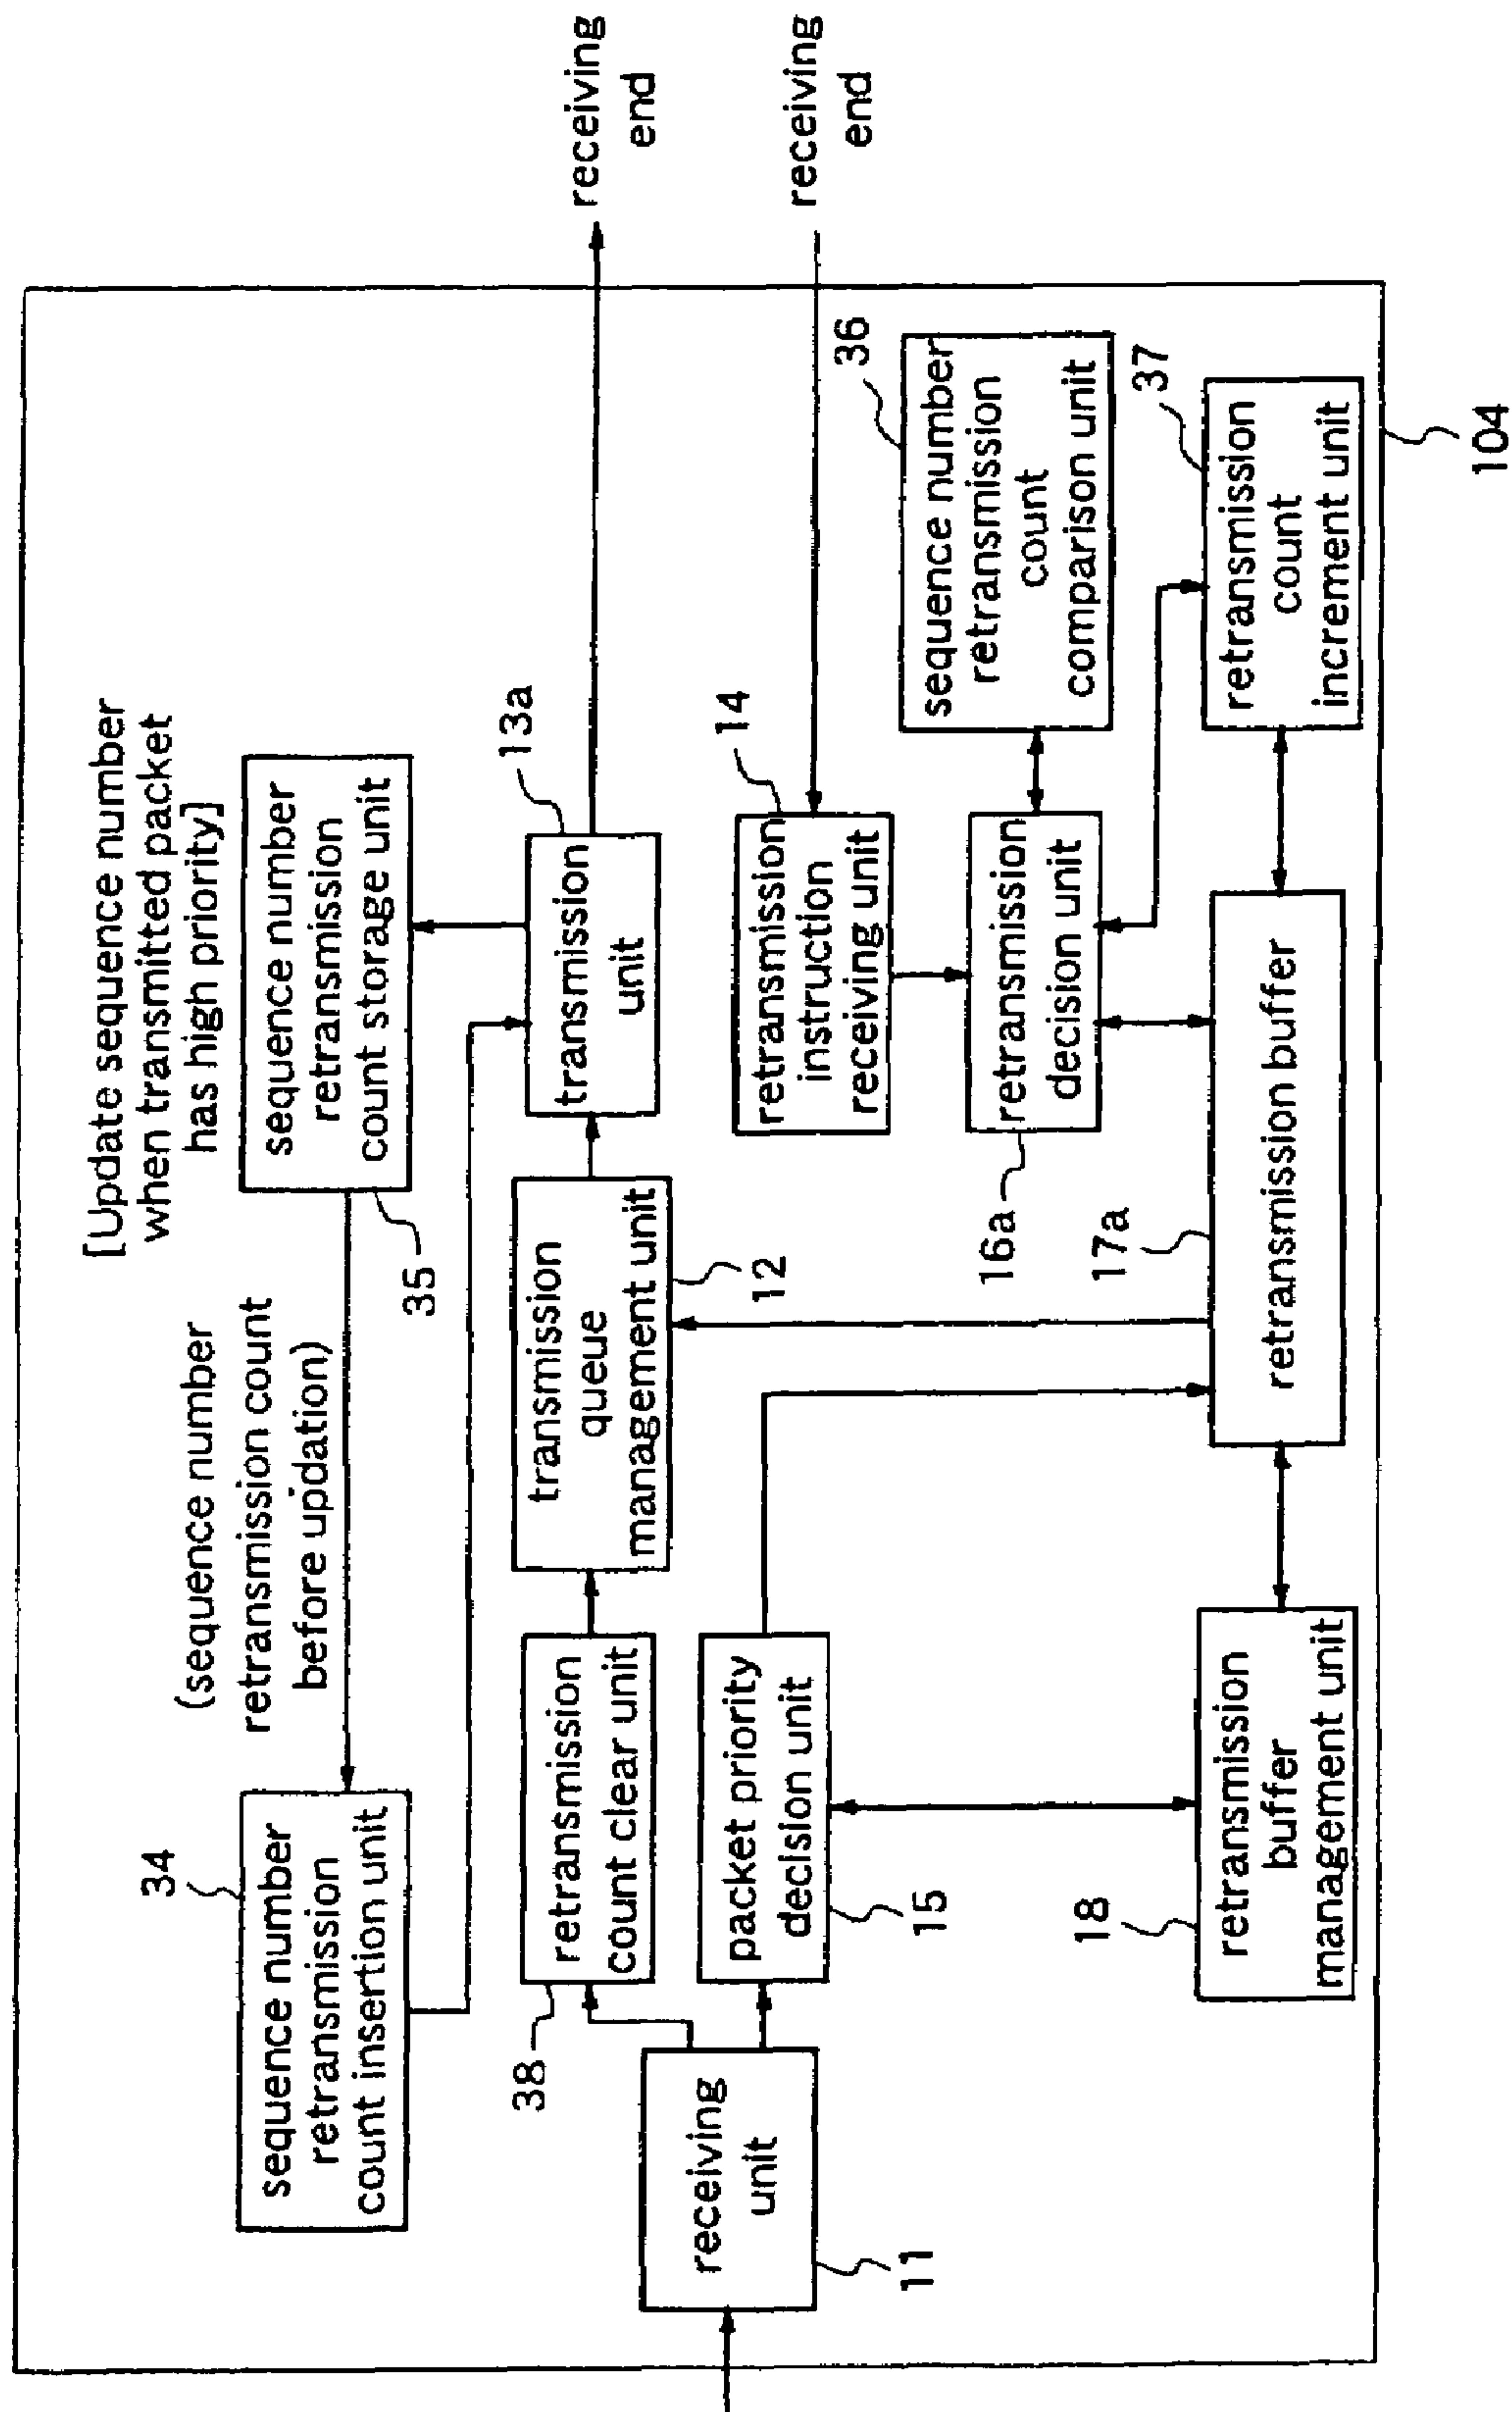 [Update sequence number
when transmitted packet
has high priority]
(sequence number
retransmission count
before updation)
34
sequence number
retransmission
count insertion unit
35
sequence number
retransmission
count storage unit
38
retransmission
count clear unit
transmission
queue
management unit
12
13a
transmission
unit
receiving
end
receiving
unit
11
packet priority
decision unit
15
14
retransmission
instruction
receiving unit
receiving
end
16a
retransmission
decision unit
36
sequence number
retransmission
count
comparison unit
18
retransmission
buffer
management unit
17a
retransmission buffer
37
retransmission
count
increment unit
104